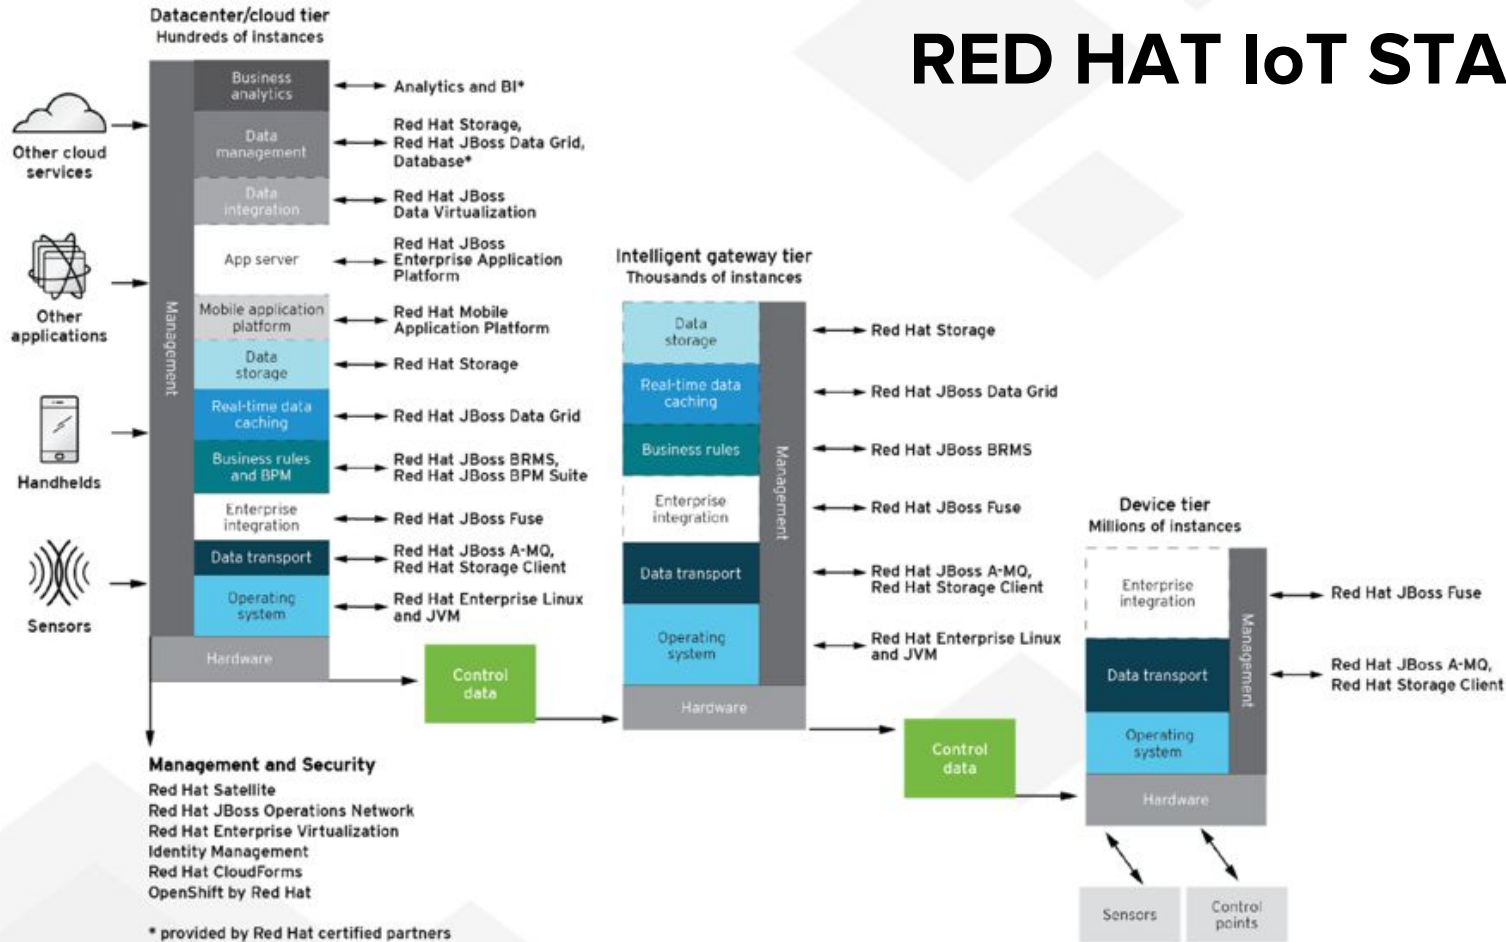 RED HAT IoT STA
Datacenter/cloud tier
Hundreds of instances
Other cloud
services
Other
applications
Handhelds
Sensors
Management
Business
analytics
Analytics and BI*
Data
management
Red Hat Storage,
Red Hat JBoss Data Grid,
Database*
Data
integration
Red Hat JBoss
Data Virtualization
App server
Red Hat JBoss
Enterprise Application
Platform
Mobile application
platform
Red Hat Mobile
Application Platform
Data
storage
Red Hat Storage
Real-time data
caching
Red Hat JBoss Data Grid
Business rules
and BPM
Red Hat JBoss BRMS,
Red Hat JBoss BPM Suite
Enterprise
integration
Red Hat JBoss Fuse
Data transport
Red Hat JBoss A-MQ,
Red Hat Storage Client
Operating
system
Red Hat Enterprise Linux
and JVM
Hardware
Control
data
Intelligent gateway tier
Thousands of instances
Data
storage
Red Hat Storage
Real-time data
caching
Red Hat JBoss Data Grid
Business rules
Red Hat JBoss BRMS
Management
Enterprise
integration
Red Hat JBoss Fuse
Data transport
Red Hat JBoss A-MQ,
Red Hat Storage Client
Operating
system
Red Hat Enterprise Linux
and JVM
Hardware
Control
data
Device tier
Millions of instances
Enterprise
integration
Red Hat JBoss Fuse
Management
Data transport
Red Hat JBoss A-MQ,
Red Hat Storage Client
Operating
system
Hardware
Sensors
Control
points
Management and Security
Red Hat Satellite
Red Hat JBoss Operations Network
Red Hat Enterprise Virtualization
Identity Management
Red Hat CloudForms
OpenShift by Red Hat
* provided by Red Hat certified partners